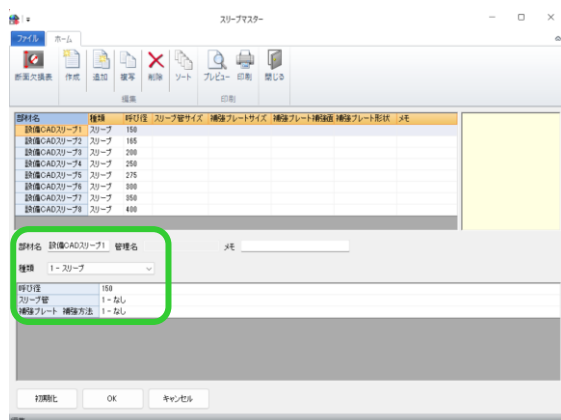 スリーブマスター
ファイル ホーム
断面欠損表 作成 追加 複写 削除 ソート プレビュー 印刷 閉じる
編集 印刷
部材名 種類 呼び径 スリーブ管サイズ 補強プレートサイズ 補強プレート補強面 補強プレート形状 メモ
設備CADスリーブ1 スリーブ 150
設備CADスリーブ2 スリーブ 165
設備CADスリーブ3 スリーブ 200
設備CADスリーブ4 スリーブ 250
設備CADスリーブ5 スリーブ 275
設備CADスリーブ6 スリーブ 300
設備CADスリーブ7 スリーブ 350
設備CADスリーブ8 スリーブ 400
部材名 設備CADスリーブ1 管理名 メモ
種類 1 - スリーブ
呼び径 150
スリーブ管 1 - なし
補強プレート 補強方法 1 - なし
初期化 OK キャンセル